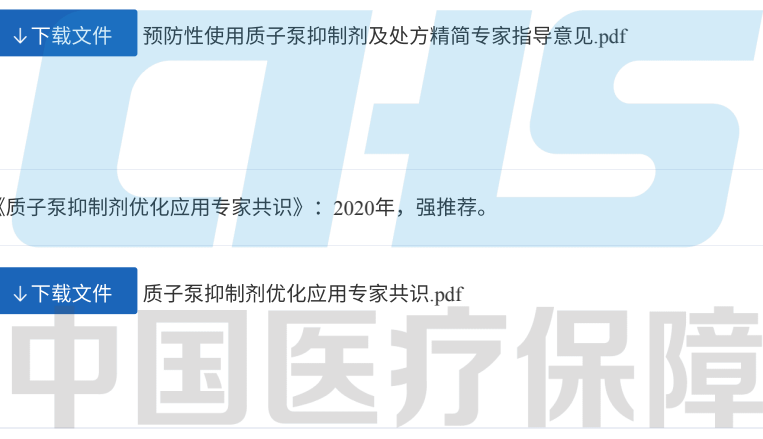 ↓下载文件 预防性使用质子泵抑制剂及处方精简专家指导意见.pdf
《质子泵抑制剂优化应用专家共识》：2020年，强推荐。
↓下载文件 质子泵抑制剂优化应用专家共识.pdf
CHS
中国医疗保障